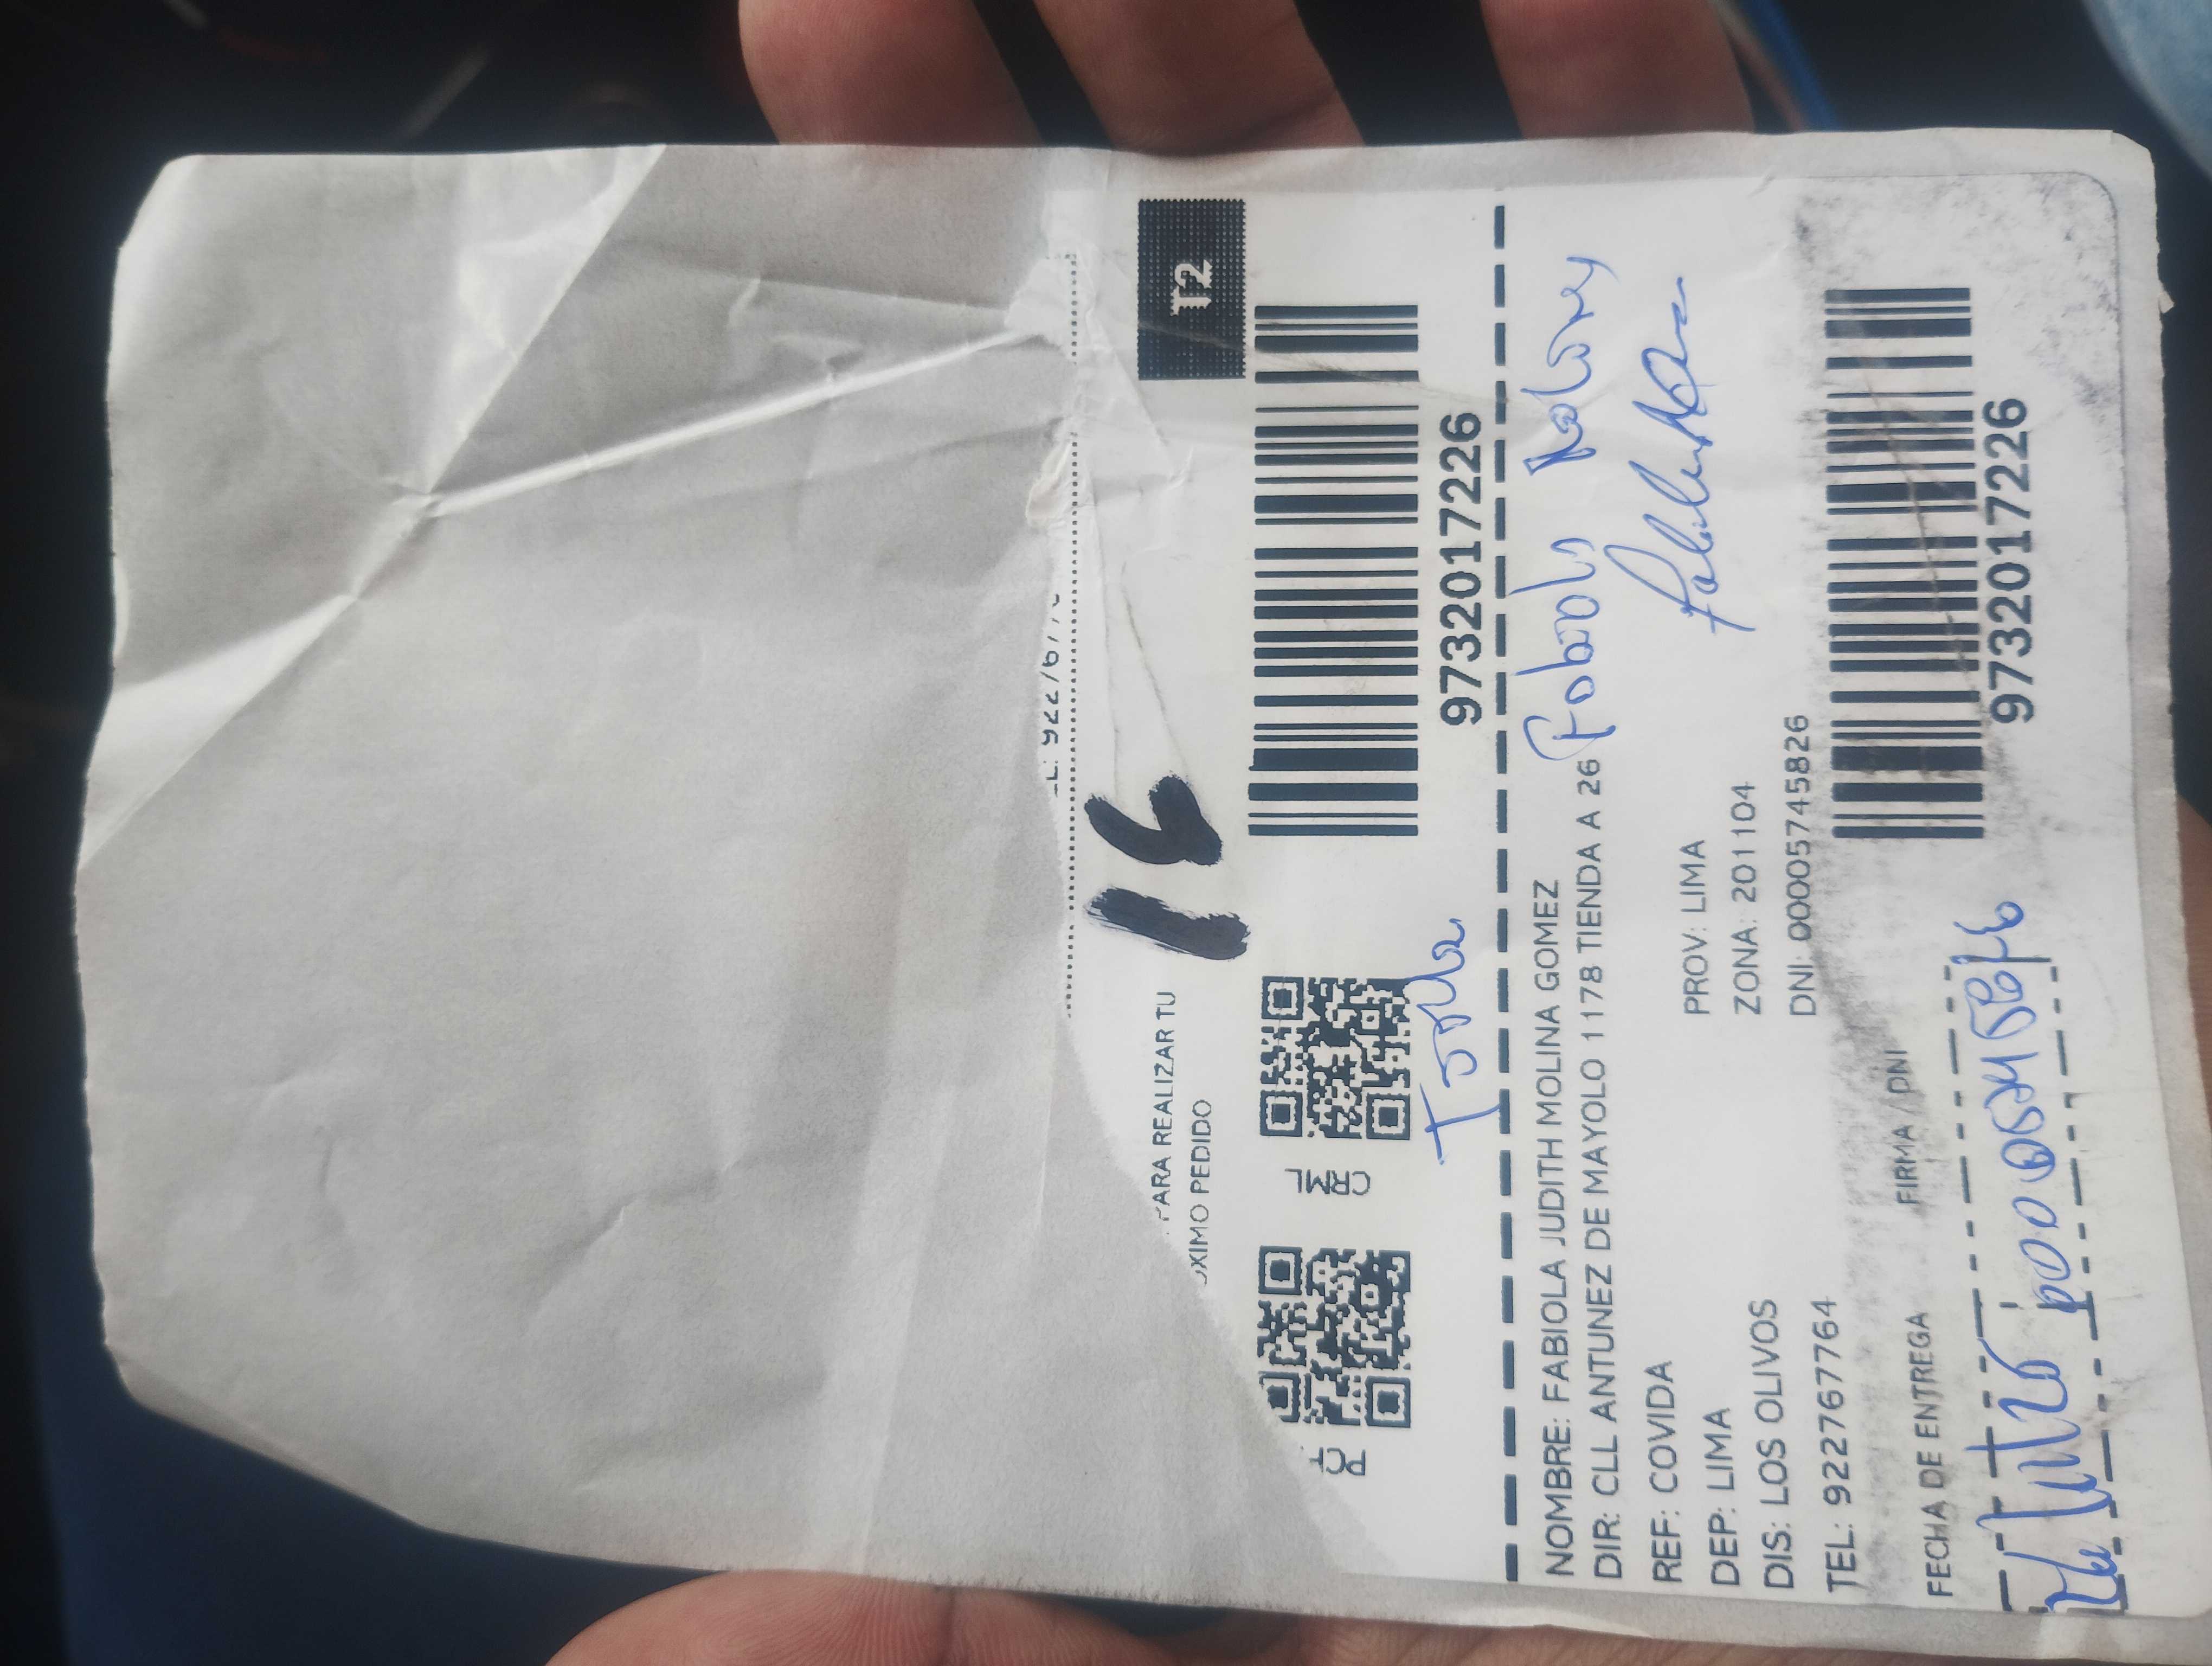 T2
16
PARA REALIZAR TU
XIMO PEDIDO
9732017226
NOMBRE: FABIOLA JUDITH MOLINA GOMEZ
DIR: CLL ANTUNEZ DE MAYOLO 1178 TIENDA A 26
REF: COVIDA
DEP: LIMA
PROV: LIMA
DIS: LOS OLIVOS
ZONA: 201104
TEL: 922767764
DNI: 000005745826
FECHA DE ENTREGA
FIRMA / DNI
9732017226